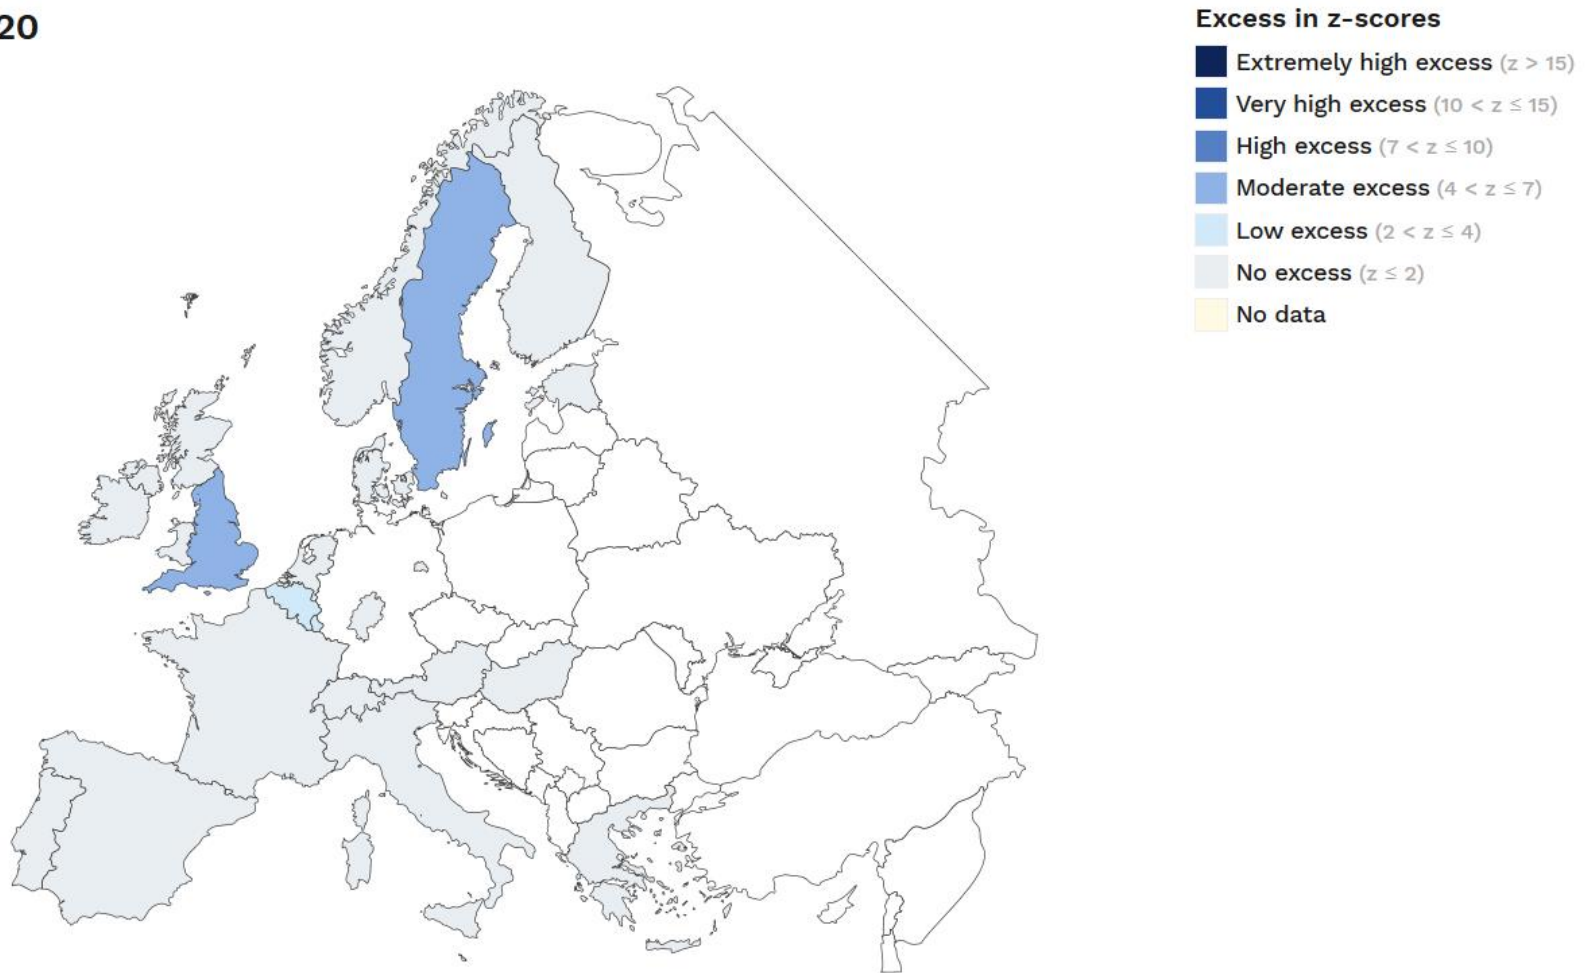 20
Excess in z-scores
Extremely high excess (z > 15)
Very high excess (10 < z ≤ 15)
High excess (7 < z ≤ 10)
Moderate excess (4 < z ≤ 7)
Low excess (2 < z ≤ 4)
No excess (z ≤ 2)
No data